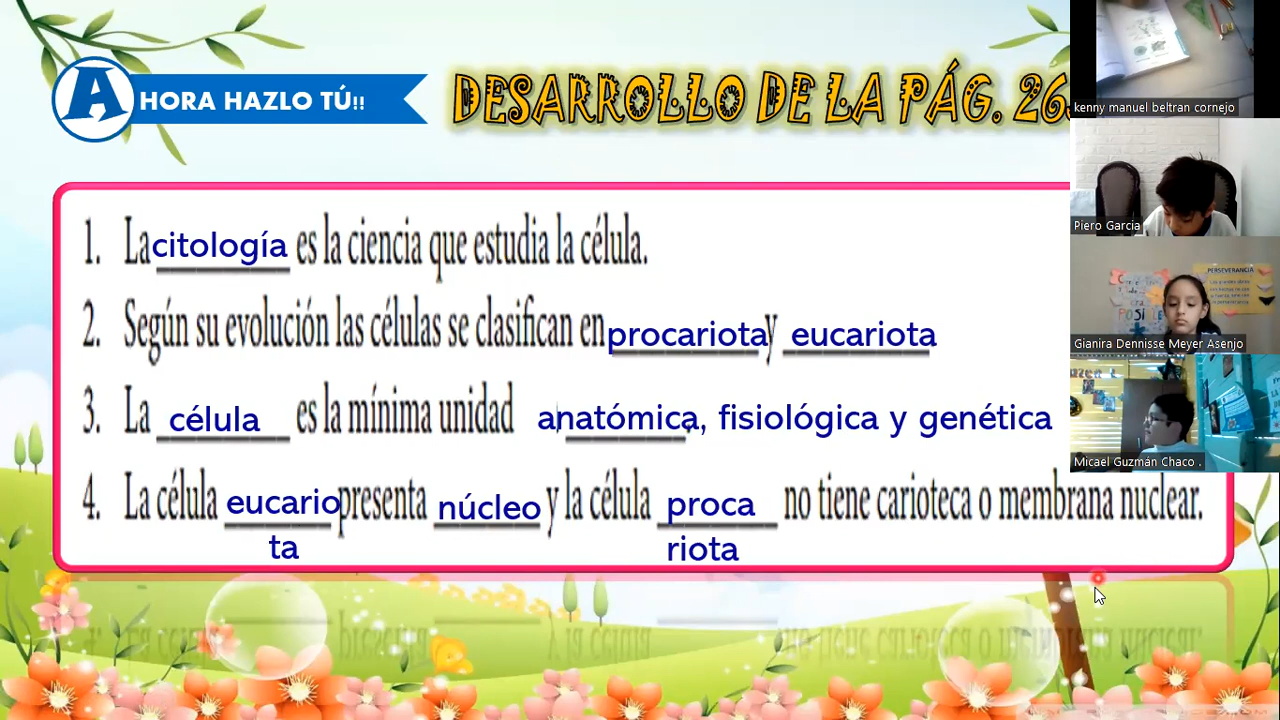 AHORA HAZLO TÚ!!
DESARROLLO DE LA PÁG. 26
1. La citología es la ciencia que estudia la célula.
2. Según su evolución las células se clasifican en procariota y eucariota
3. La célula es la mínima unidad anatómica, fisiológica y genética
4. La célula eucario presenta núcleo y la célula proca no tiene carioteca o membrana nuclear.
ta riota
kenny manuel beltran cornejo
Piero Garcia
PERSEVERANCIA
Gianira Dennisse Meyer Asenjo
Micael Guzmán Chaco .